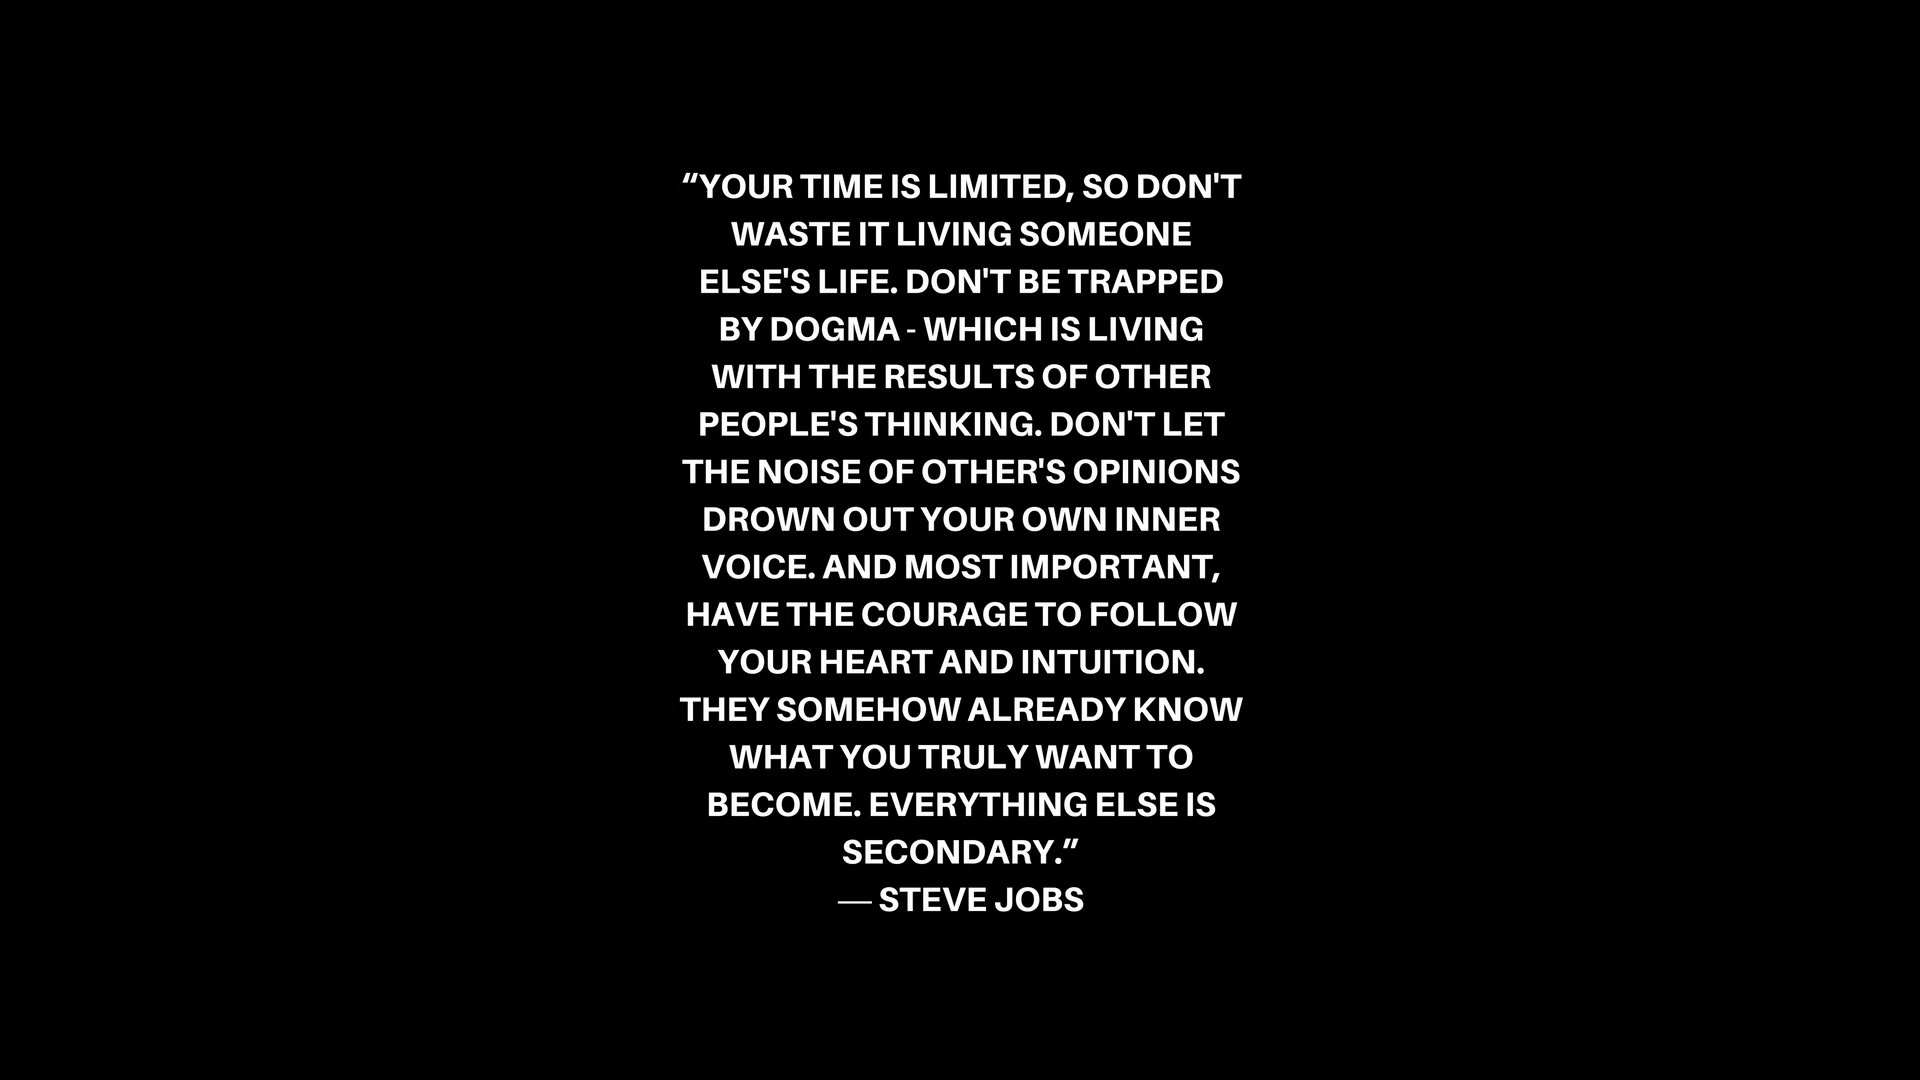 “YOUR TIME IS LIMITED, SO DON'T
WASTE IT LIVING SOMEONE
ELSE'S LIFE. DON'T BE TRAPPED
BY DOGMA - WHICH IS LIVING
WITH THE RESULTS OF OTHER
PEOPLE'S THINKING. DON'T LET
THE NOISE OF OTHER'S OPINIONS
DROWN OUT YOUR OWN INNER
VOICE. AND MOST IMPORTANT,
HAVE THE COURAGE TO FOLLOW
YOUR HEART AND INTUITION.
THEY SOMEHOW ALREADY KNOW
WHAT YOU TRULY WANT TO
BECOME. EVERYTHING ELSE IS
SECONDARY.”
— STEVE JOBS